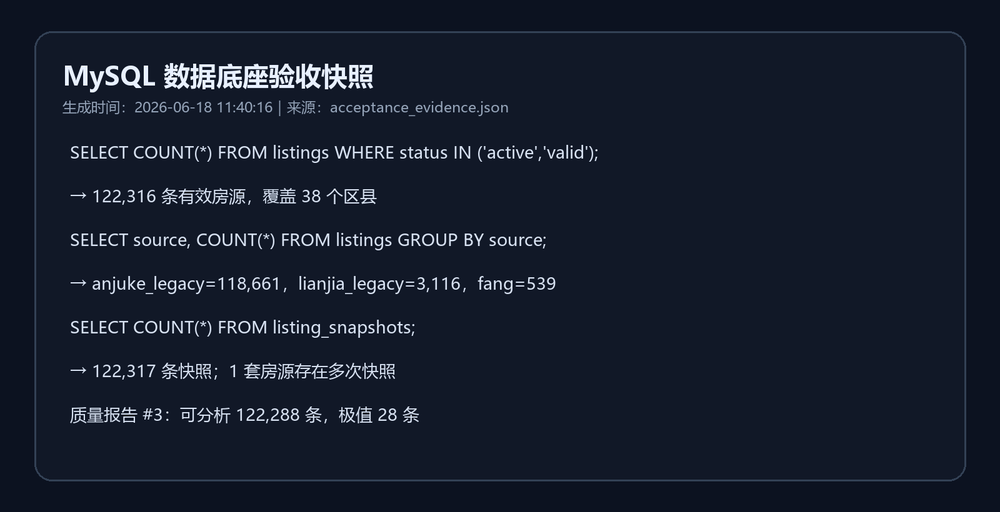 MySQL 数据底座验收快照
生成时间：2026-06-18 11:40:16 | 来源：acceptance_evidence.json
SELECT COUNT(*) FROM listings WHERE status IN ('active','valid');
→ 122,316 条有效房源，覆盖 38 个区县
SELECT source, COUNT(*) FROM listings GROUP BY source;
→ anjuke_legacy=118,661，lianjia_legacy=3,116，fang=539
SELECT COUNT(*) FROM listing_snapshots;
→ 122,317 条快照；1 套房源存在多次快照
质量报告 #3：可分析 122,288 条，极值 28 条